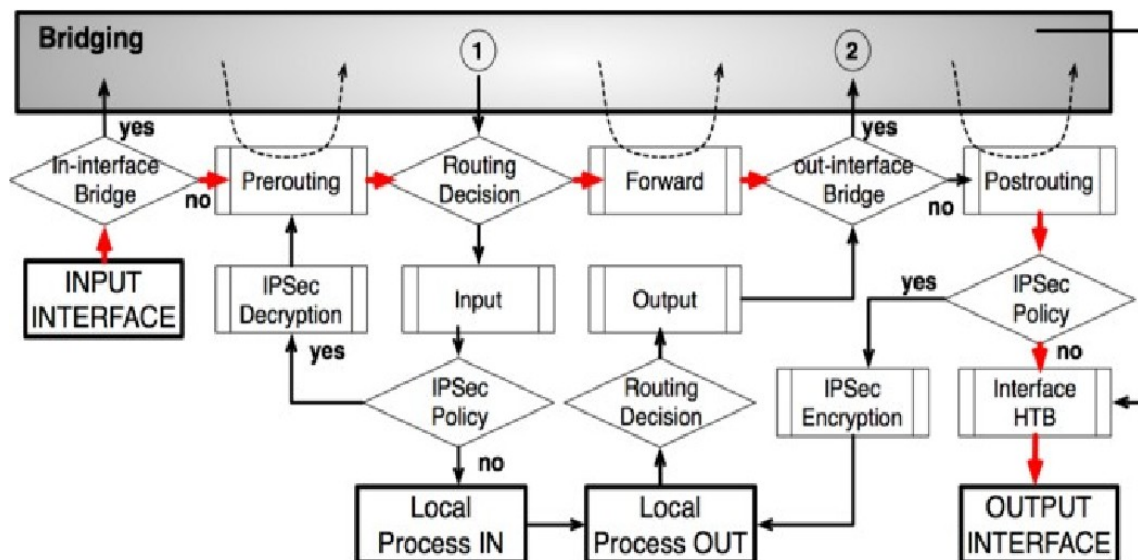 Bridging
1
2
yes
yes
In-interface
Bridge
no
Prerouting
Routing
Decision
Forward
out-interface
Bridge
no
Postrouting
INPUT
INTERFACE
IPSec
Decryption
Input
Output
yes
IPSec
Policy
yes
no
IPSec
Policy
Routing
Decision
IPSec
Encryption
Interface
HTB
no
Local
Process IN
Local
Process OUT
OUTPUT
INTERFACE